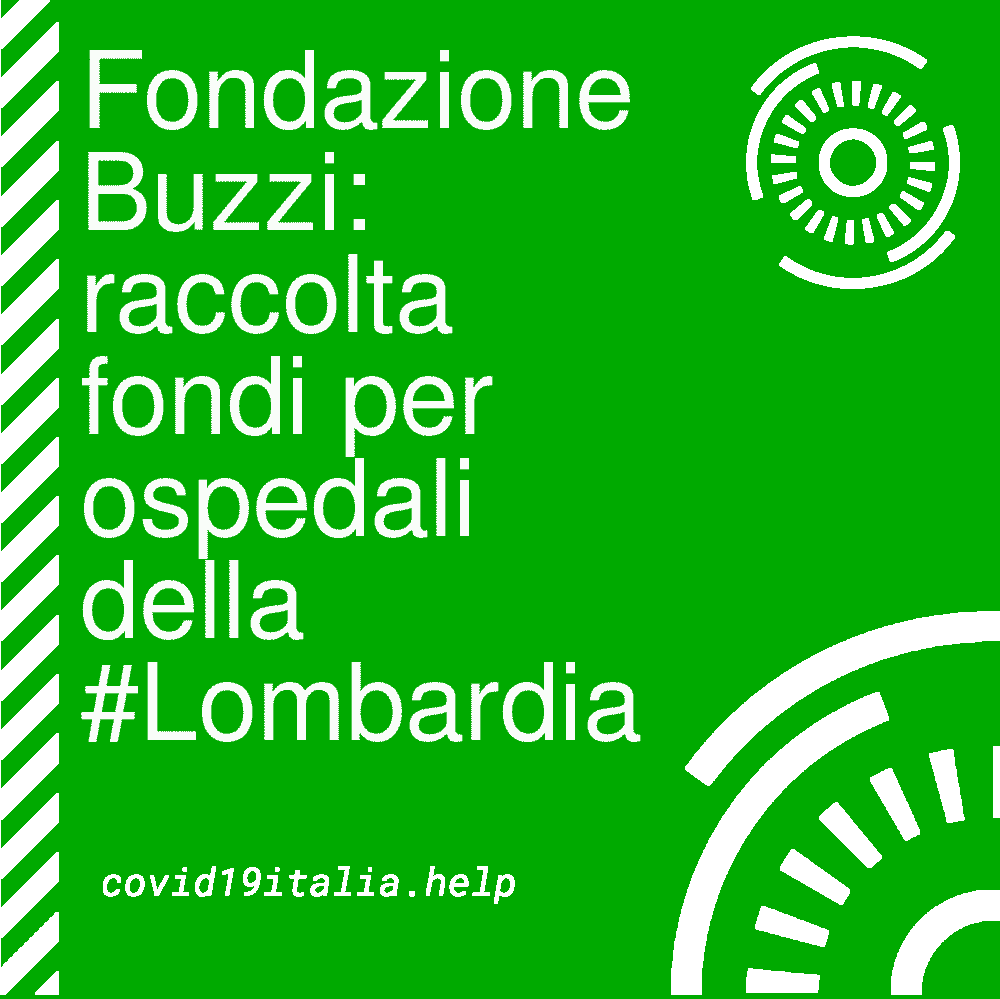 Fondazione
Buzzi:
raccolta
fondi per
ospedali
della
#Lombardia
covid19italia.help